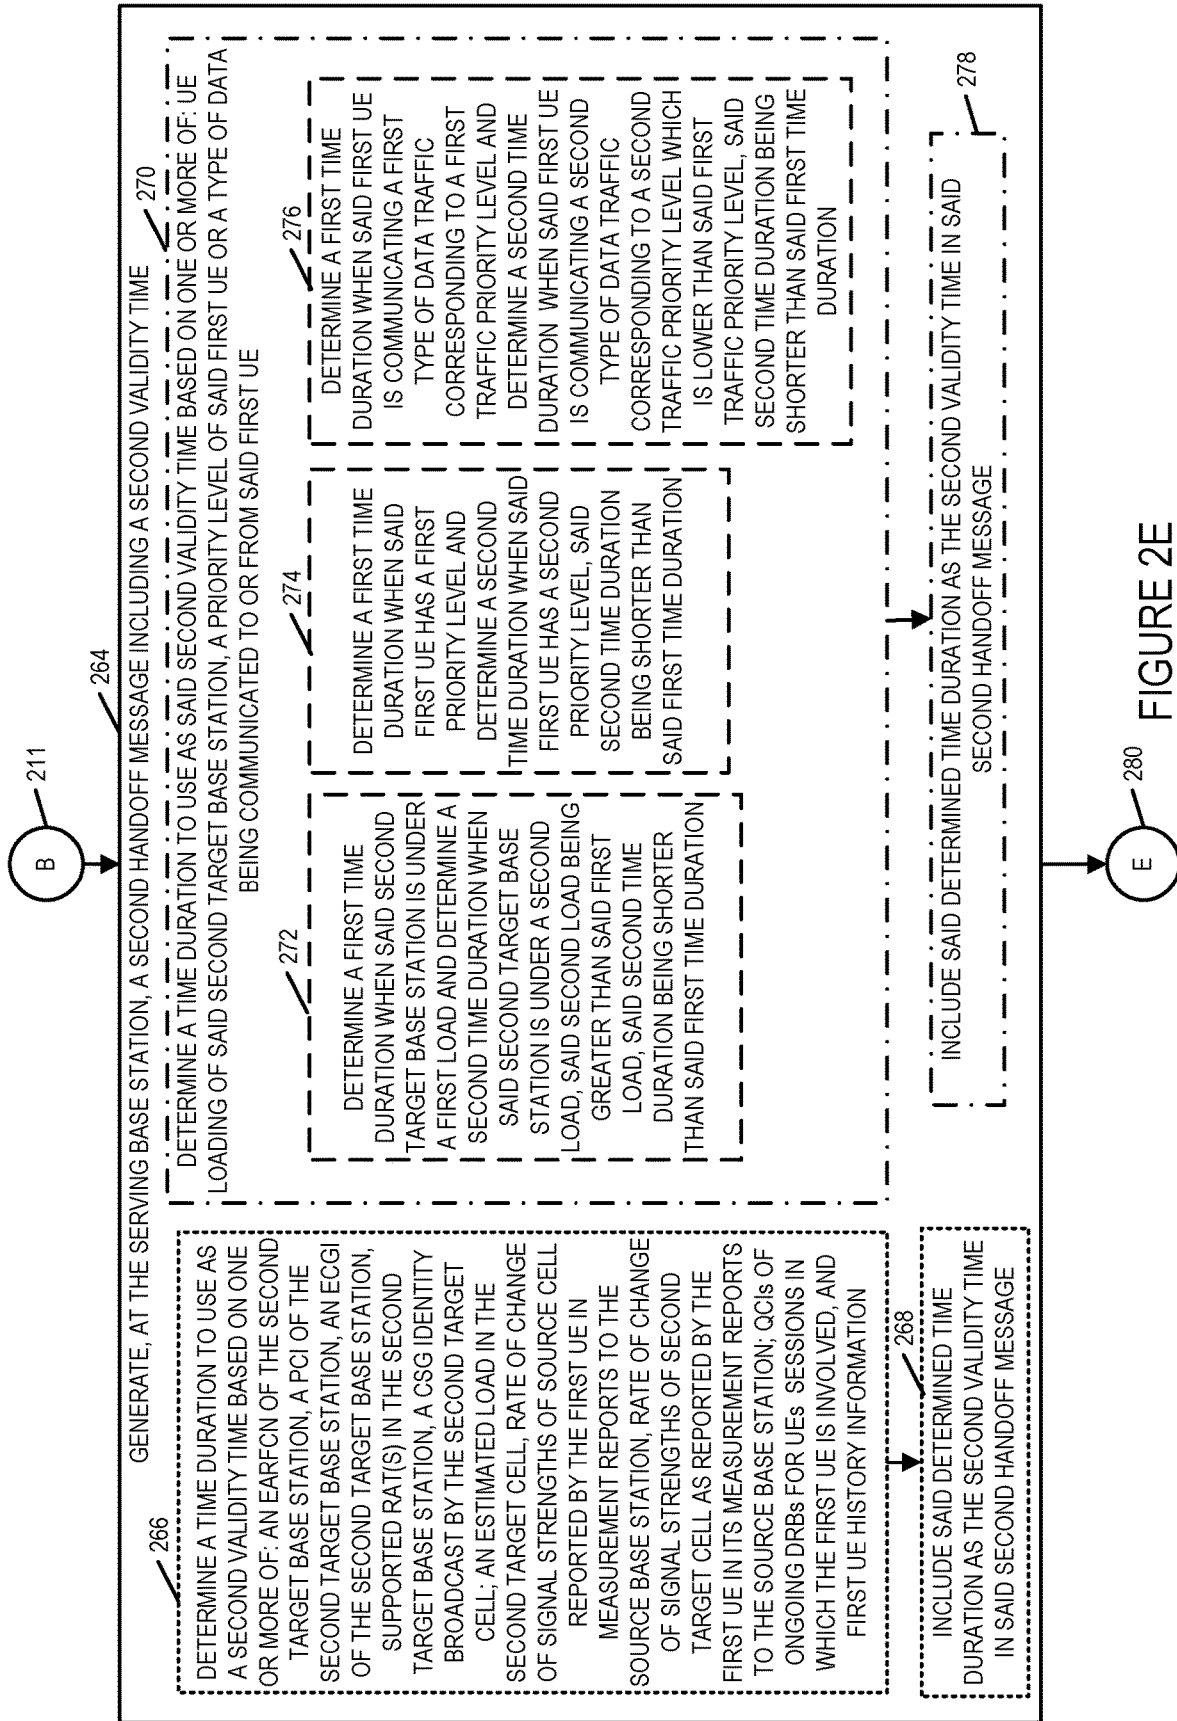 B
211
264
GENERATE, AT THE SERVING BASE STATION, A SECOND HANDOFF MESSAGE INCLUDING A SECOND VALIDITY TIME
266
DETERMINE A TIME DURATION TO USE AS
A SECOND VALIDITY TIME BASED ON ONE
OR MORE OF: AN EARFCN OF THE SECOND
TARGET BASE STATION, A PCI OF THE
SECOND TARGET BASE STATION, AN ECGI
OF THE SECOND TARGET BASE STATION,
SUPPORTED RAT(S) IN THE SECOND
TARGET BASE STATION, A CSG IDENTITY
BROADCAST BY THE SECOND TARGET
CELL; AN ESTIMATED LOAD IN THE
SECOND TARGET CELL, RATE OF CHANGE
OF SIGNAL STRENGTHS OF SOURCE CELL
REPORTED BY THE FIRST UE IN
MEASUREMENT REPORTS TO THE
SOURCE BASE STATION, RATE OF CHANGE
OF SIGNAL STRENGTHS OF SECOND
TARGET CELL AS REPORTED BY THE
FIRST UE IN ITS MEASUREMENT REPORTS
TO THE SOURCE BASE STATION; QCIs OF
ONGOING DRBs FOR UEs SESSIONS IN
WHICH THE FIRST UE IS INVOLVED, AND
FIRST UE HISTORY INFORMATION
268
INCLUDE SAID DETERMINED TIME
DURATION AS THE SECOND VALIDITY TIME
IN SAID SECOND HANDOFF MESSAGE
270
DETERMINE A TIME DURATION TO USE AS SAID SECOND VALIDITY TIME BASED ON ONE OR MORE OF: UE
LOADING OF SAID SECOND TARGET BASE STATION, A PRIORITY LEVEL OF SAID FIRST UE OR A TYPE OF DATA
BEING COMMUNICATED TO OR FROM SAID FIRST UE
272
DETERMINE A FIRST TIME
DURATION WHEN SAID SECOND
TARGET BASE STATION IS UNDER
A FIRST LOAD AND DETERMINE A
SECOND TIME DURATION WHEN
SAID SECOND TARGET BASE
STATION IS UNDER A SECOND
LOAD, SAID SECOND LOAD BEING
GREATER THAN SAID FIRST
LOAD, SAID SECOND TIME
DURATION BEING SHORTER
THAN SAID FIRST TIME DURATION
274
DETERMINE A FIRST TIME
DURATION WHEN SAID
FIRST UE HAS A FIRST
PRIORITY LEVEL AND
DETERMINE A SECOND
TIME DURATION WHEN SAID
FIRST UE HAS A SECOND
PRIORITY LEVEL, SAID
SECOND TIME DURATION
BEING SHORTER THAN
SAID FIRST TIME DURATION
276
DETERMINE A FIRST TIME
DURATION WHEN SAID FIRST UE
IS COMMUNICATING A FIRST
TYPE OF DATA TRAFFIC
CORRESPONDING TO A FIRST
TRAFFIC PRIORITY LEVEL AND
DETERMINE A SECOND TIME
DURATION WHEN SAID FIRST UE
IS COMMUNICATING A SECOND
TYPE OF DATA TRAFFIC
CORRESPONDING TO A SECOND
TRAFFIC PRIORITY LEVEL WHICH
IS LOWER THAN SAID FIRST
TRAFFIC PRIORITY LEVEL, SAID
SECOND TIME DURATION BEING
SHORTER THAN SAID FIRST TIME
DURATION
278
INCLUDE SAID DETERMINED TIME DURATION AS THE SECOND VALIDITY TIME IN SAID
SECOND HANDOFF MESSAGE
E
280
FIGURE 2E